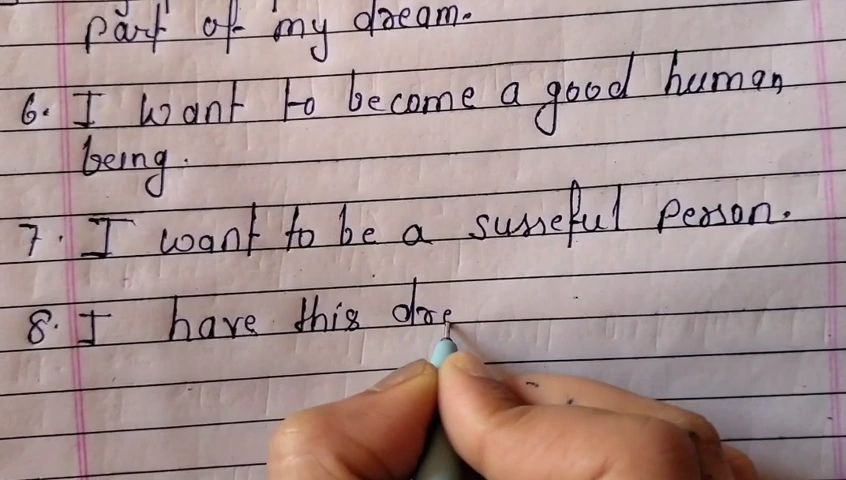 part of my dream.
6. I want to become a good human
being.
7. I want to be a susseful person.
8. I have this dre